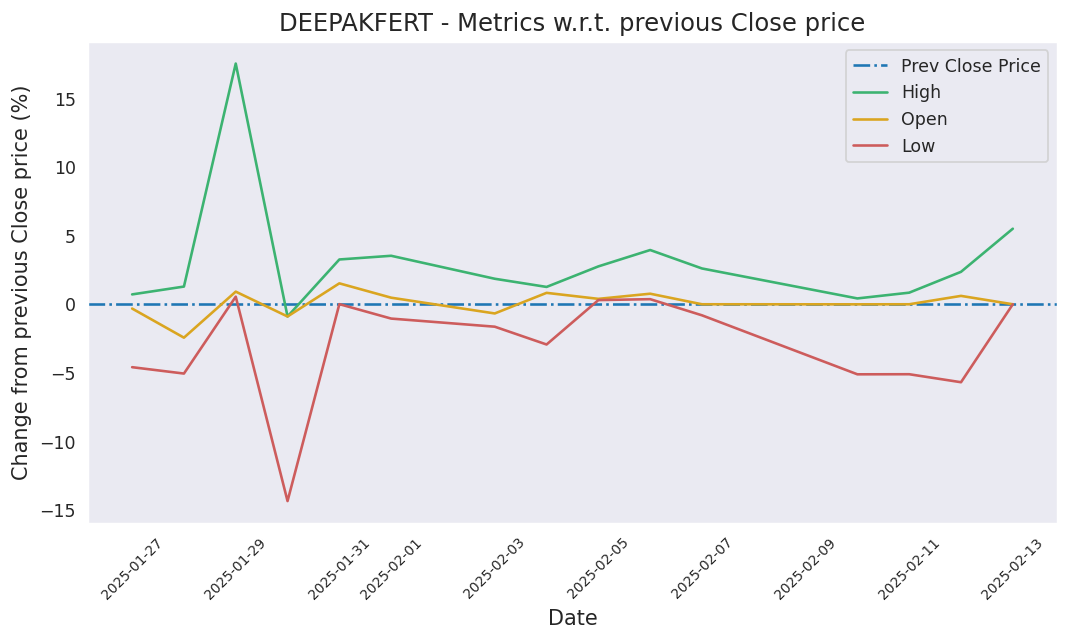 DEEPAKFERT - Metrics w.r.t. previous Close price
Change from previous Close price (%)
15
10
5
0
−5
−10
−15
Prev Close Price
High
Open
Low
2025-01-27
2025-01-29
2025-01-31
2025-02-01
2025-02-03
2025-02-05
2025-02-07
2025-02-09
2025-02-11
2025-02-13
Date